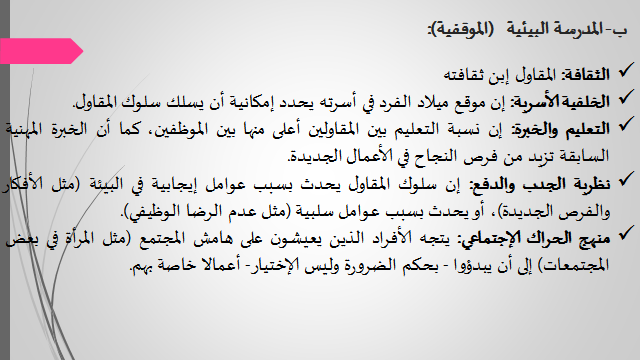 ب- المدرسة البيئية (الموقفية):
✓ الثقافة: المقاول إبن ثقافته
✓ الخلفية الأسرية: إن موقع ميلاد الفرد في أسرته يحدد إمكانية أن يسلك سلوك المقاول.
✓ التعليم والخبرة: إن نسبة التعليم بين المقاولين أعلى منها بين الموظفين، كما أن الخبرة المهنية
السابقة تزيد من فرص النجاح في الأعمال الجديدة.
✓ نظرية الجذب والدفع: إن سلوك المقاول يحدث بسبب عوامل إيجابية في البيئة (مثل الأفكار
والفرص الجديدة)، أو يحدث بسبب عوامل سلبية (مثل عدم الرضا الوظيفي).
✓ منهج الحراك الإجتماعي: يتجه الأفراد الذين يعيشون على هامش المجتمع (مثل المرأة في بعض
المجتمعات) إلى أن يبدؤوا - بحكم الضرورة وليس الإختيار- أعمالا خاصة بهم.